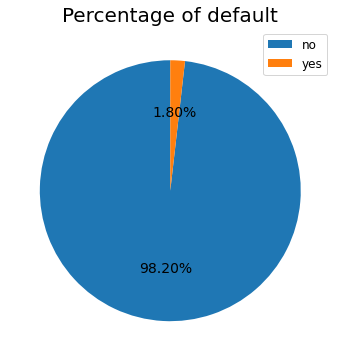 Percentage of default
no
yes
1.80%
98.20%